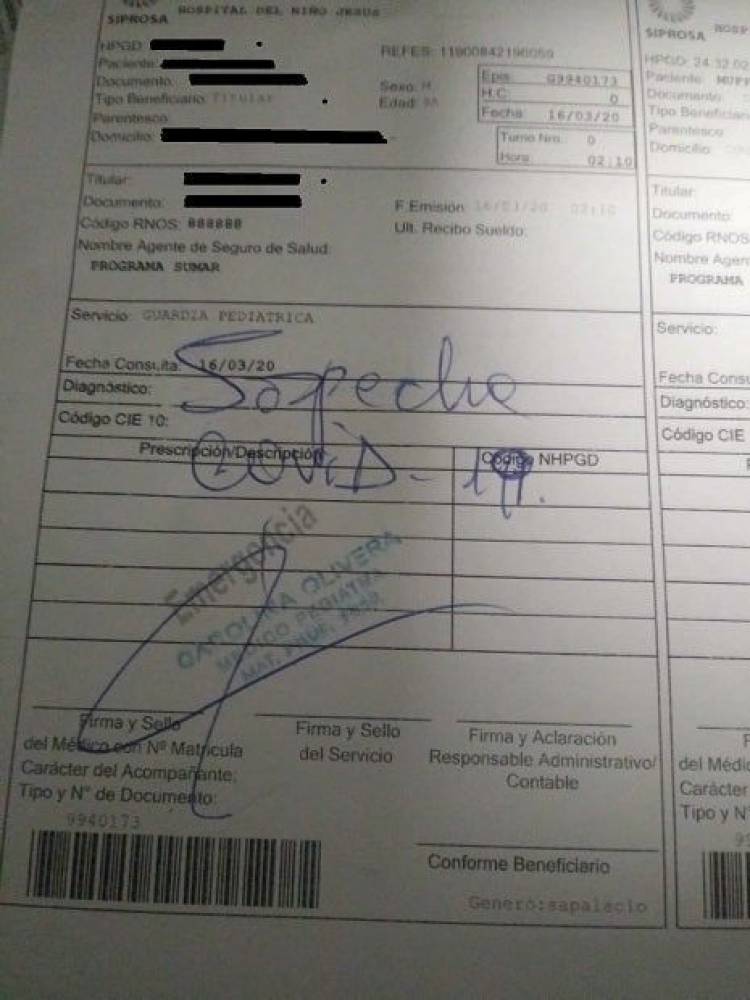 SIPROSA HOSPITAL DEL NIÑO JESUS
HPGD:
REFES: 11900842196059
Paciente:
Documento:
Tipo Beneficiario: TITULAR
Parentesco:
Domicilio:
Sexo: M
Edad:
Epis. G9940173
H.C. 0
Fecha: 16/03/20
Turno Nro. 0
Hora: 02:10
Titular:
Documento:
Código RNOS: 888888
Nombre Agente de Seguro de Salud:
PROGRAMA SUMAR
F.Emisión: 16/03/20 02:10
Ult. Recibo Sueldo:
Servicio: GUARDIA PEDIATRICA
Fecha Consulta: 16/03/20
Diagnóstico: Sospecha
Código CIE 10:
Prescripción/Descripción Código NHPGD
COVID-19.
Emergencia
CAROLINA OLIVERA
MEDICO PEDIATRA
Firma y Sello
del Médico con Nº Matrícula
Firma y Sello
del Servicio
Firma y Aclaración
Responsable Administrativo/
Contable
Carácter del Acompañante:
Tipo y N° de Documento:
9940173
Conforme Beneficiario
Genero:sapalacio
SIPROSA HOSP
HPGD: 24 32 02
Paciente
Documento
Tipo Beneficiario
Parentesco
Domicilio
Titular:
Documento:
Código RNOS
Nombre Agen
PROGRAMA
Servicio:
Fecha Consu
Diagnóstico:
Código CIE
P
F
del Médic
Carácter
Tipo y N